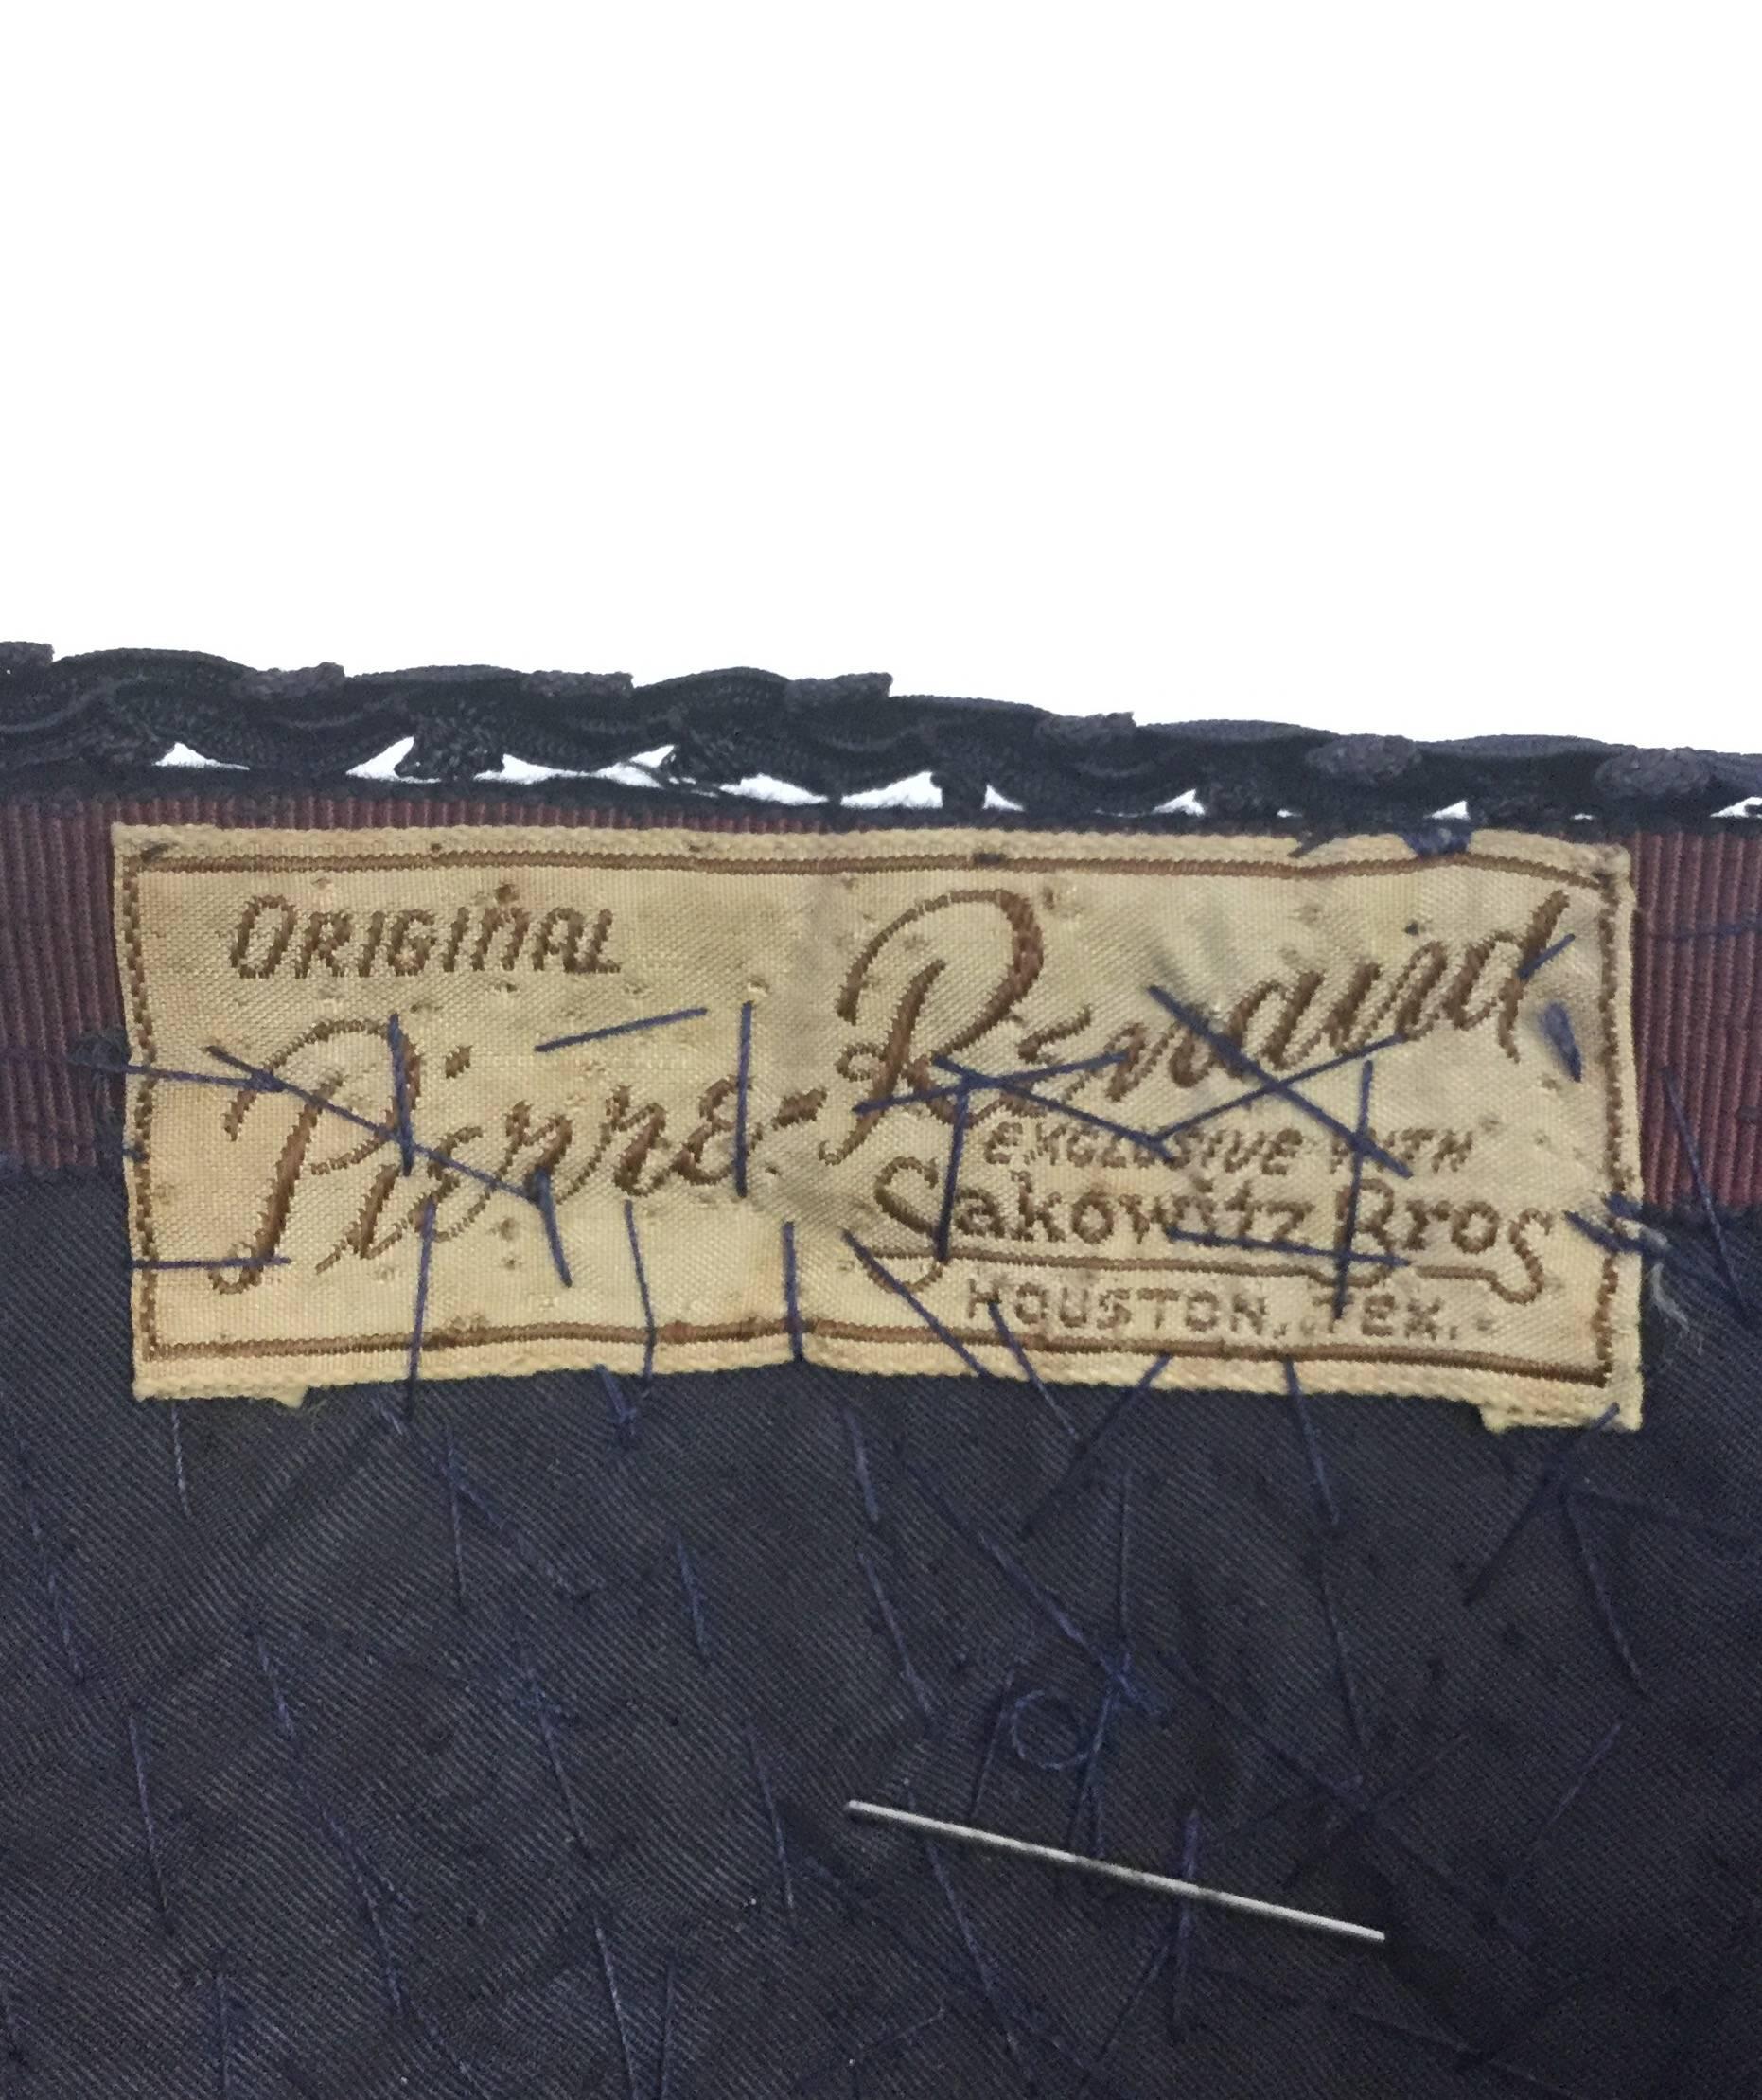 ORIGINAL
Pierre-Renaud
EXCLUSIVE WITH
Sakowitz Bros
HOUSTON, TEX.